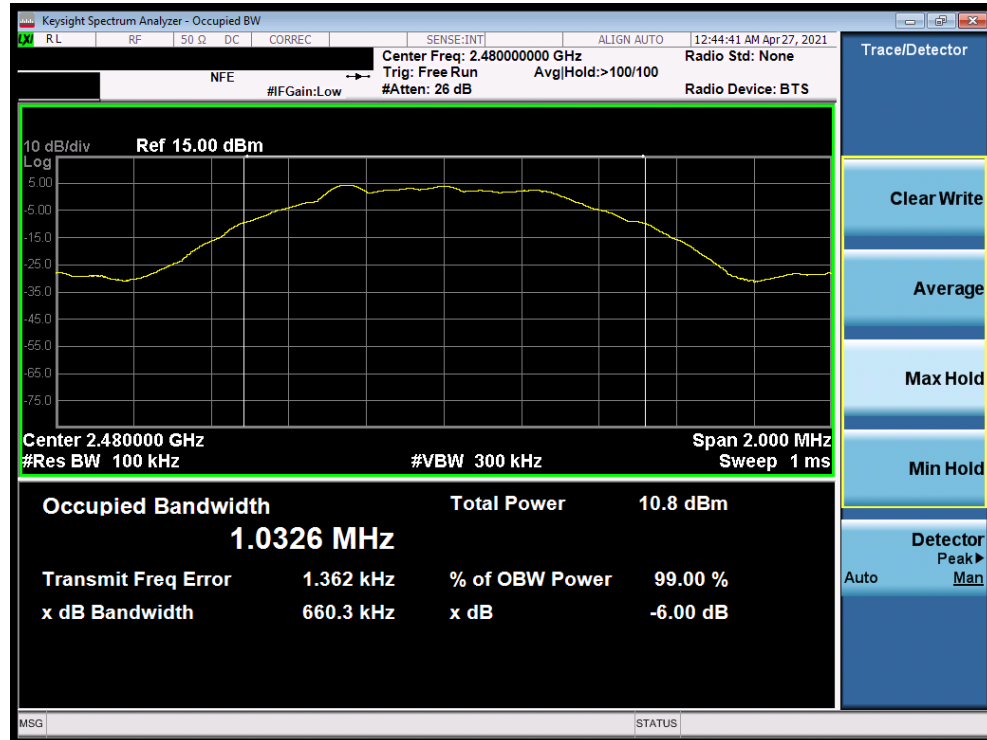 Keysight Spectrum Analyzer - Occupied BW
LXI RL RF 50 Ω DC CORREC SENSE:INT ALIGN AUTO 12:44:41 AM Apr 27, 2021
Center Freq: 2.480000000 GHz Radio Std: None
NFE Trig: Free Run Avg|Hold:>100/100
#IFGain:Low #Atten: 26 dB Radio Device: BTS
10 dB/div Ref 15.00 dBm
Log
5.00
-5.00
-15.0
-25.0
-35.0
-45.0
-55.0
-65.0
-75.0
Center 2.480000 GHz Span 2.000 MHz
#Res BW 100 kHz #VBW 300 kHz Sweep 1 ms
Occupied Bandwidth Total Power 10.8 dBm
1.0326 MHz
Transmit Freq Error 1.362 kHz % of OBW Power 99.00 %
x dB Bandwidth 660.3 kHz x dB -6.00 dB
MSG STATUS
Trace/Detector
Clear Write
Average
Max Hold
Min Hold
Detector
Peak▶
Auto Man